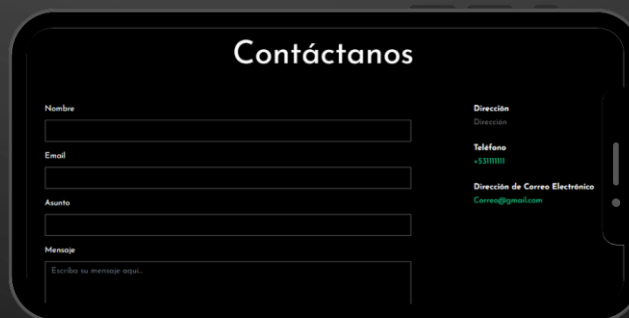 Contáctanos
Nombre
Email
Asunto
Mensaje
Escriba su mensaje aquí...
Dirección
Dirección
Teléfono
+531111111
Dirección de Correo Electrónico
Correo@gmail.com